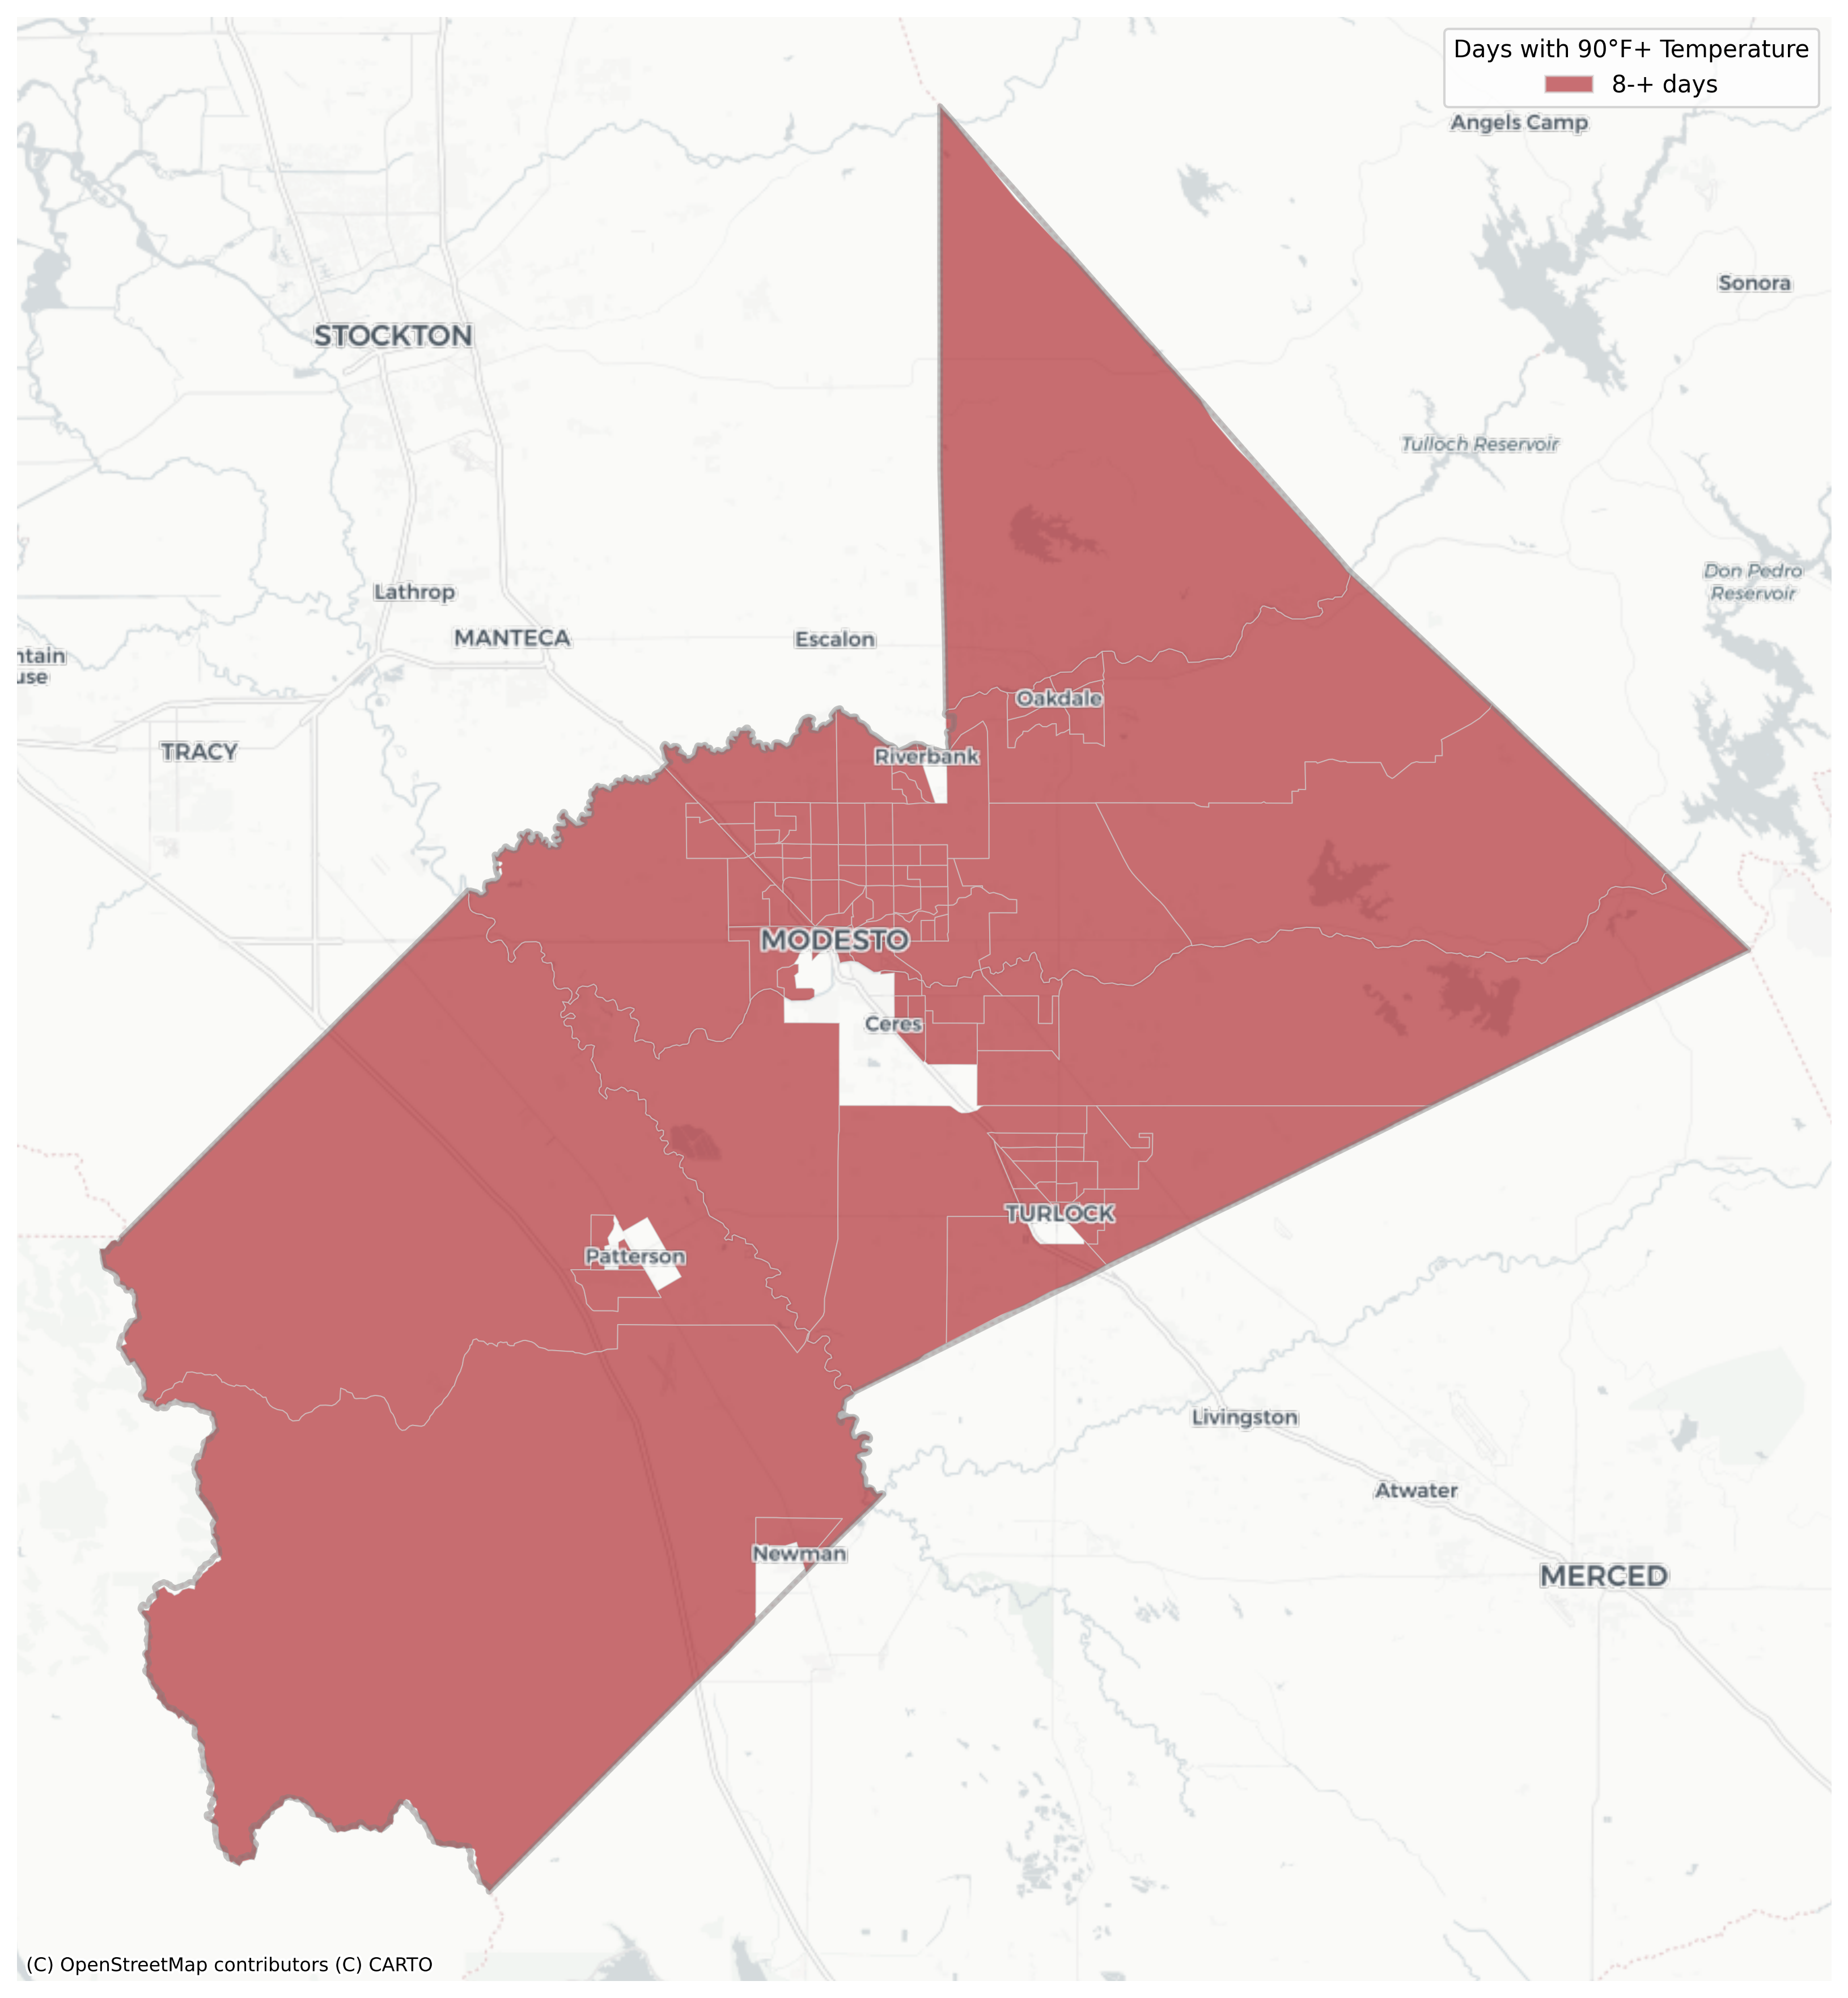 Days with 90°F+ Temperature
8-+ days
Angels Camp
Sonora
STOCKTON
Tulloch Reservoir
Don Pedro
Reservoir
Lathrop
MANTECA
Escalon
ntain
use
Oakdale
TRACY
Riverbank
MODESTO
Ceres
TURLOCK
Patterson
Livingston
Atwater
Newman
MERCED
(C) OpenStreetMap contributors (C) CARTO